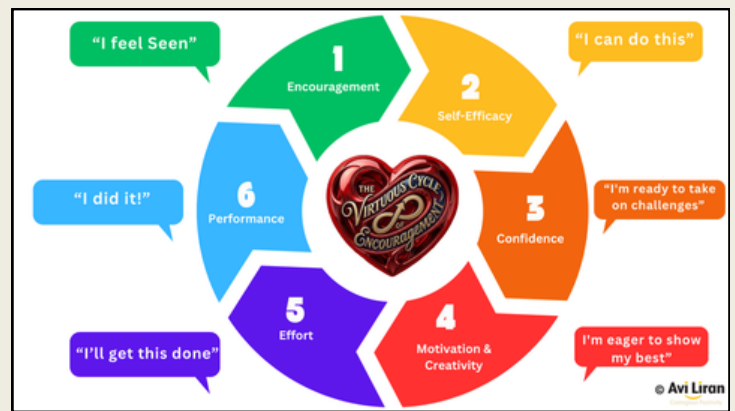 "I feel Seen"
1
Encouragement
"I can do this"
2
Self-Efficacy
"I'm ready to take
on challenges"
3
Confidence
I'm eager to show
my best"
4
Motivation &
Creativity
"I'll get this done"
5
Effort
"I did it!"
6
Performance
THE
VIRTUOUS CYCLE
OF
ENCOURAGEMENT
© Avi Liran